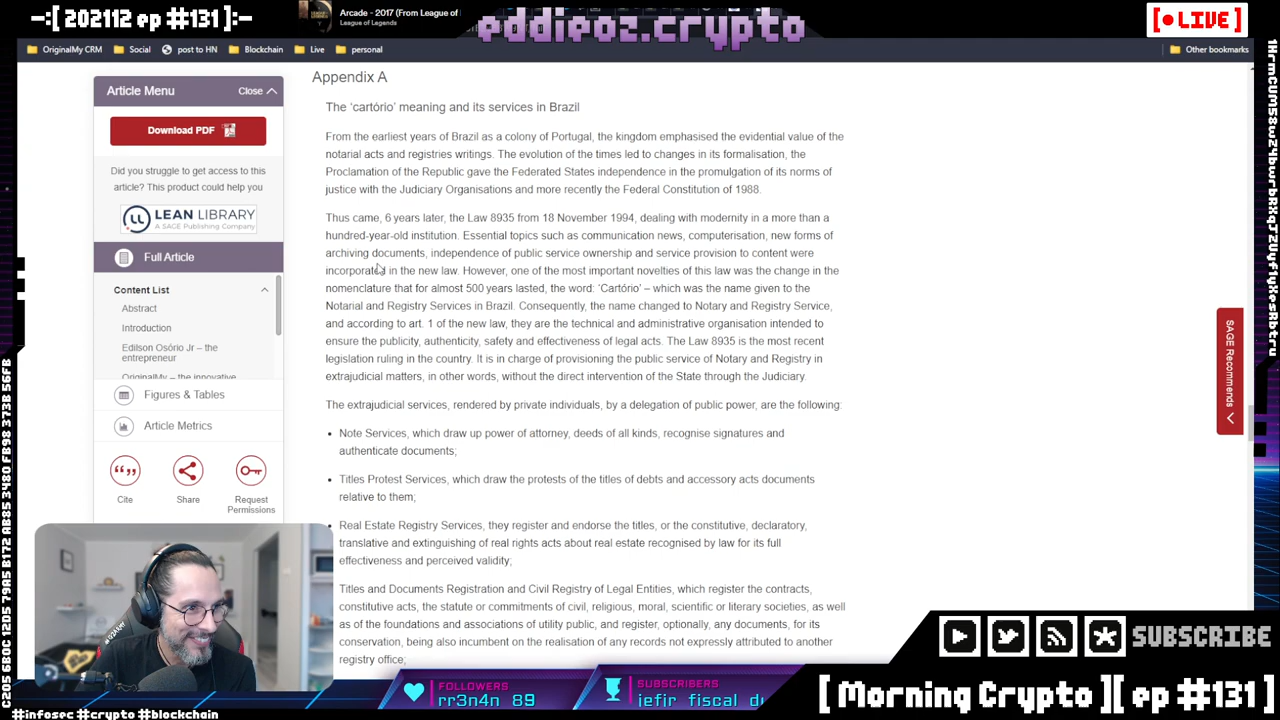 -:[ 202112 ep #131]:-
Arcade - 2017 (From League of
League of Legends
eddieoz.crypto
[●LIVE]
OriginalMy CRM
Social
post to HN
Blockchain
Live
personal
Other bookmarks
Article Menu
Close
Download PDF
Did you struggle to get access to this
article? This product could help you
LEAN LIBRARY
A SAGE Publishing Company
Full Article
Content List
Abstract
Introduction
Edilson Osório Jr – the
entrepreneur
OriginalMy – the innovative
Figures & Tables
Article Metrics
Cite
Share
Request
Permissions
Appendix A
The ‘cartório’ meaning and its services in Brazil
From the earliest years of Brazil as a colony of Portugal, the kingdom emphasised the evidential value of the
notarial acts and registries writings. The evolution of the times led to changes in its formalisation, the
Proclamation of the Republic gave the Federated States independence in the promulgation of its norms of
justice with the Judiciary Organisations and more recently the Federal Constitution of 1988.
Thus came, 6 years later, the Law 8935 from 18 November 1994, dealing with modernity in a more than a
hundred-year-old institution. Essential topics such as communication news, computerisation, new forms of
archiving documents, independence of public service ownership and service provision to content were
incorporated in the new law. However, one of the most important novelties of this law was the change in the
nomenclature that for almost 500 years lasted, the word: ‘Cartório’ – which was the name given to the
Notarial and Registry Services in Brazil. Consequently, the name changed to Notary and Registry Service,
and according to art. 1 of the new law, they are the technical and administrative organisation intended to
ensure the publicity, authenticity, safety and effectiveness of legal acts. The Law 8935 is the most recent
legislation ruling in the country. It is in charge of provisioning the public service of Notary and Registry in
extrajudicial matters, in other words, without the direct intervention of the State through the Judiciary.
The extrajudicial services, rendered by private individuals, by a delegation of public power, are the following:
• Note Services, which draw up power of attorney, deeds of all kinds, recognise signatures and
authenticate documents;
• Titles Protest Services, which draw the protests of the titles of debts and accessory acts documents
relative to them;
• Real Estate Registry Services, they register and endorse the titles, or the constitutive, declaratory,
translative and extinguishing of real rights acts about real estate recognised by law for its full
effectiveness and perceived validity;
Titles and Documents Registration and Civil Registry of Legal Entities, which register the contracts,
constitutive acts, the statute or commitments of civil, religious, moral, scientific or literary societies, as well
as of the foundations and associations of utility public, and register, optionally, any documents, for its
conservation, being also incumbent on the realisation of any records not expressly attributed to another
registry office;
SAGE Recommends
SUBSCRIBE
FOLLOWERS
rr3n4n 89
SUBSCRIBERS
[ Morning Crypto ][ ep #131 ]
#infosec #crypto #blockchain